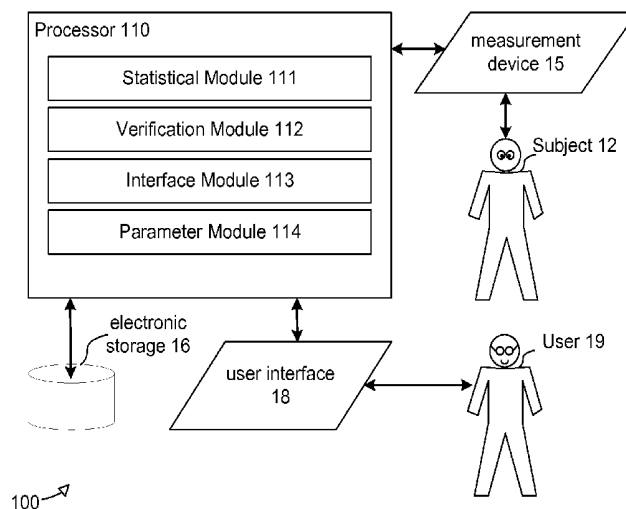 Processor 110
Statistical Module 111
Verification Module 112
Interface Module 113
Parameter Module 114
measurement
device 15
Subject 12
electronic
storage 16
user interface
18
User 19
100